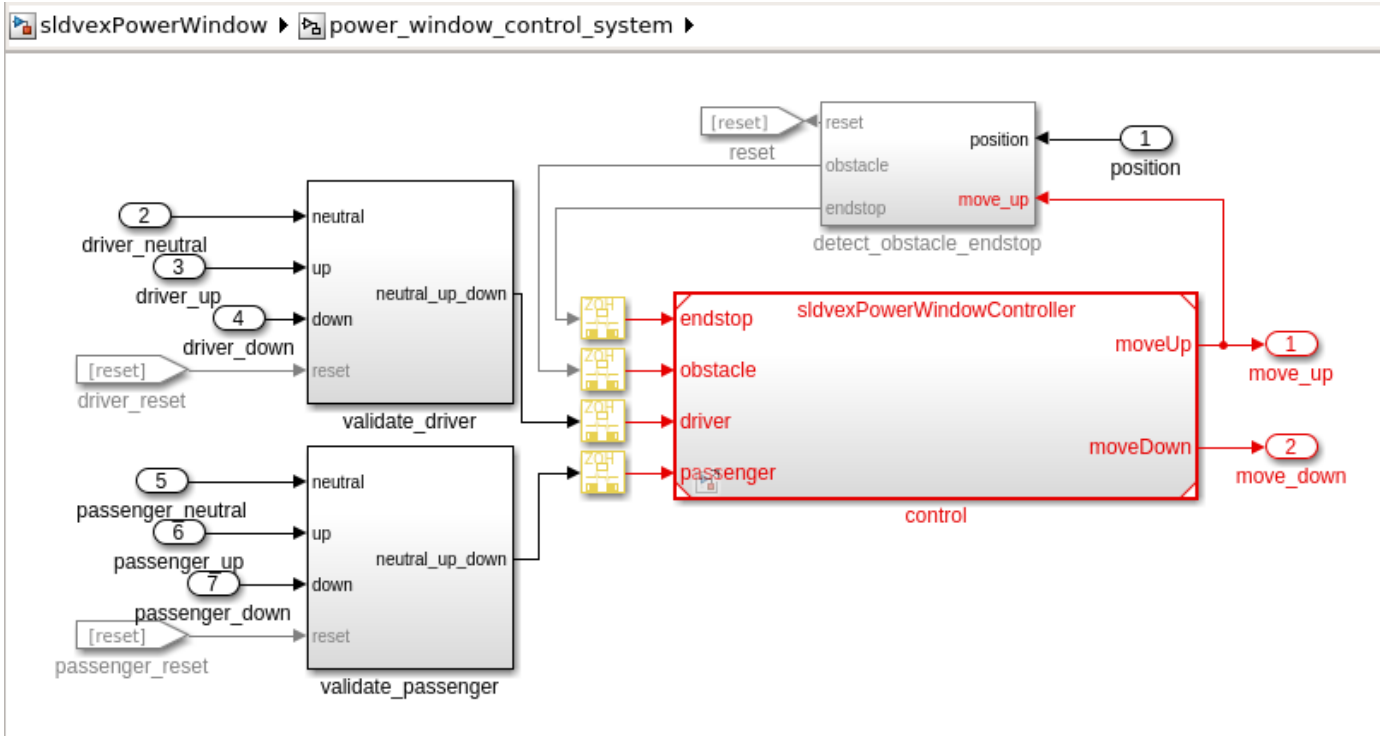 sldvexPowerWindow power_window_control_system
[reset]
reset
reset
obstacle
endstop
position
move_up
detect_obstacle_endstop
1
position
2
driver_neutral
3
driver_up
4
driver_down
[reset]
driver_reset
neutral
up
down
reset
neutral_up_down
validate_driver
5
passenger_neutral
6
passenger_up
7
passenger_down
[reset]
passenger_reset
neutral
up
down
reset
neutral_up_down
validate_passenger
ZOH
ZOH
ZOH
ZOH
sldvexPowerWindowController
endstop
obstacle
driver
passenger
moveUp
moveDown
control
1
move_up
2
move_down